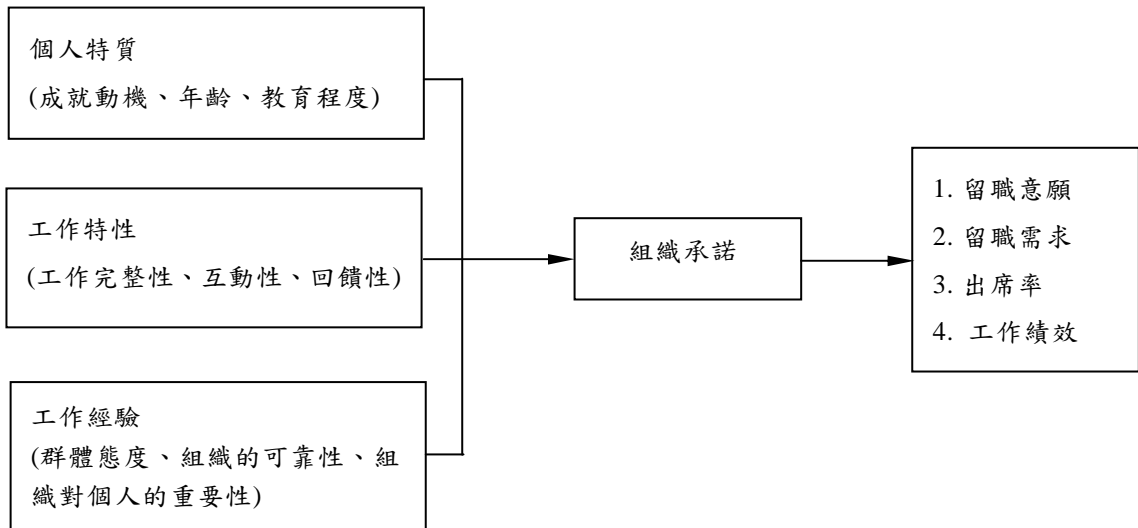 個人特質
(成就動機、年齡、教育程度)
工作特性
(工作完整性、互動性、回饋性)
工作經驗
(群體態度、組織的可靠性、組
織對個人的重要性)
組織承諾
1. 留職意願
2. 留職需求
3. 出席率
4. 工作績效